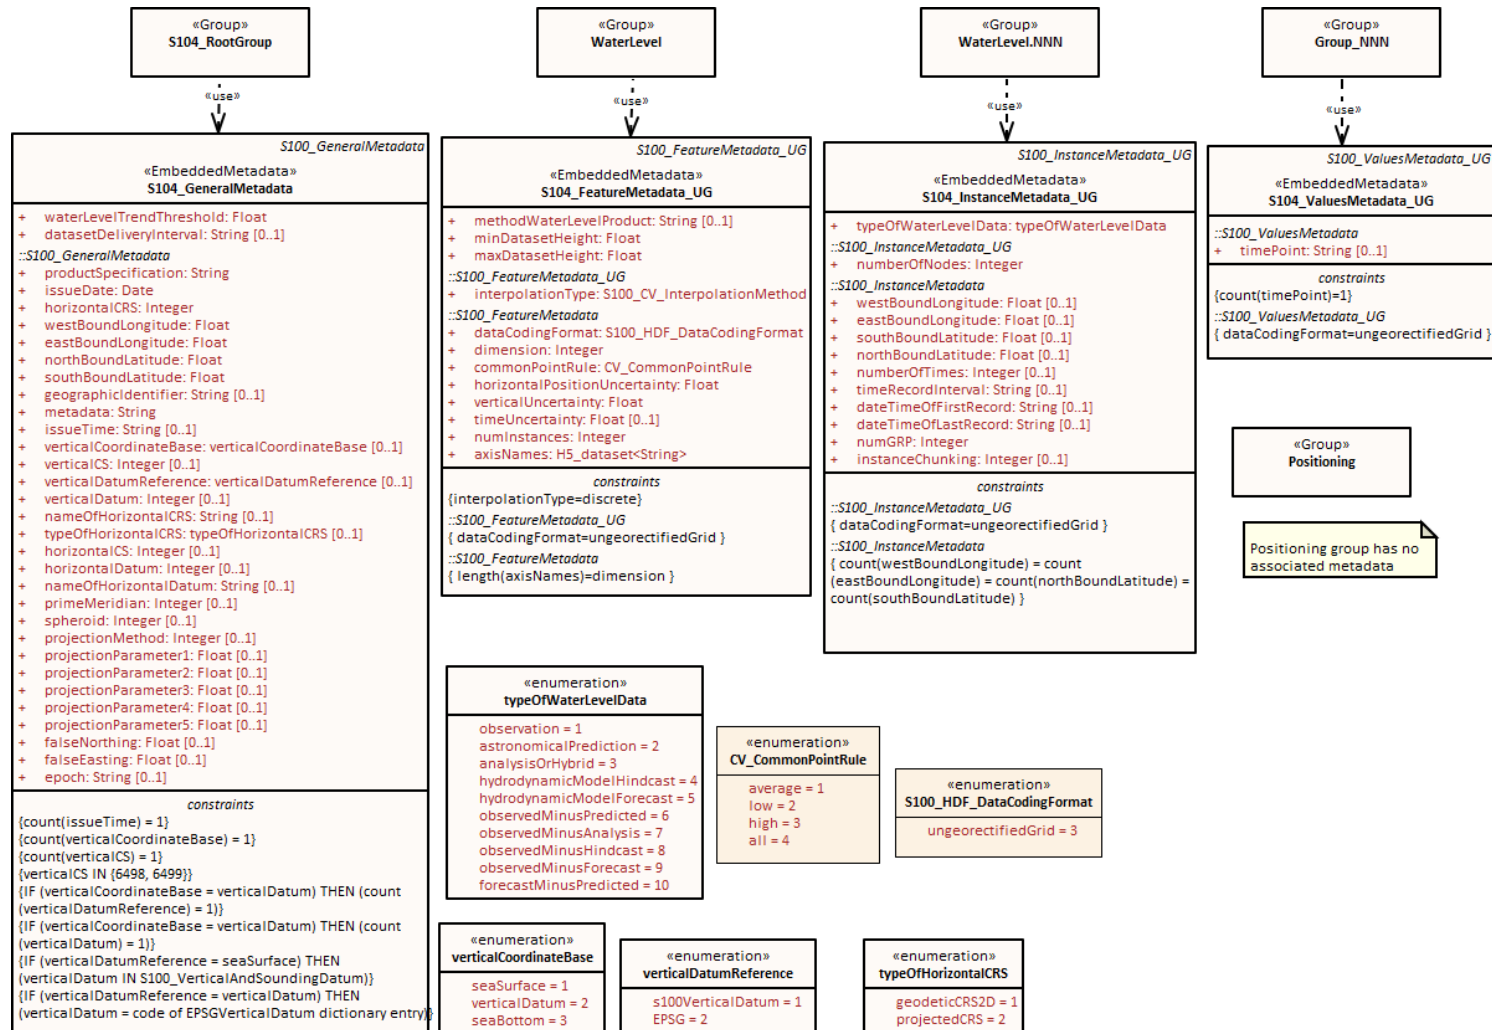 «Group»
S104_RootGroup
«use»
S100_GeneralMetadata
«EmbeddedMetadata»
S104_GeneralMetadata
+ waterLevelTrendThreshold: Float
+ datasetDeliveryInterval: String [0..1]
::S100_GeneralMetadata
+ productSpecification: String
+ issueDate: Date
+ horizontalCRS: Integer
+ westBoundLongitude: Float
+ eastBoundLongitude: Float
+ northBoundLatitude: Float
+ southBoundLatitude: Float
+ geographicIdentifier: String [0..1]
+ metadata: String
+ issueTime: String [0..1]
+ verticalCoordinateBase: verticalCoordinateBase [0..1]
+ verticalCS: Integer [0..1]
+ verticalDatumReference: verticalDatumReference [0..1]
+ verticalDatum: Integer [0..1]
+ nameOfHorizontalCRS: String [0..1]
+ typeOfHorizontalCRS: typeOfHorizontalCRS [0..1]
+ horizontalCS: Integer [0..1]
+ horizontalDatum: Integer [0..1]
+ nameOfHorizontalDatum: String [0..1]
+ primeMeridian: Integer [0..1]
+ spheroid: Integer [0..1]
+ projectionMethod: Integer [0..1]
+ projectionParameter1: Float [0..1]
+ projectionParameter2: Float [0..1]
+ projectionParameter3: Float [0..1]
+ projectionParameter4: Float [0..1]
+ projectionParameter5: Float [0..1]
+ falseNorthing: Float [0..1]
+ falseEasting: Float [0..1]
+ epoch: String [0..1]
constraints
{count(issueTime) = 1}
{count(verticalCoordinateBase) = 1}
{count(verticalCS) = 1}
{verticalCS IN {6498, 6499}}
{IF (verticalCoordinateBase = verticalDatum) THEN (count
(verticalDatumReference) = 1)}
{IF (verticalCoordinateBase = verticalDatum) THEN (count
(verticalDatum) = 1)}
{IF (verticalDatumReference = seaSurface) THEN
(verticalDatum IN S100_VerticalAndSoundingDatum)}
{IF (verticalDatumReference = verticalDatum) THEN
(verticalDatum = code of EPSGVerticalDatum dictionary entry)}
«Group»
WaterLevel
«use»
S100_FeatureMetadata_UG
«EmbeddedMetadata»
S104_FeatureMetadata_UG
+ methodWaterLevelProduct: String [0..1]
+ minDatasetHeight: Float
+ maxDatasetHeight: Float
::S100_FeatureMetadata_UG
+ interpolationType: S100_CV_InterpolationMethod
::S100_FeatureMetadata
+ dataCodingFormat: S100_HDF_DataCodingFormat
+ dimension: Integer
+ commonPointRule: CV_CommonPointRule
+ horizontalPositionUncertainty: Float
+ verticalUncertainty: Float
+ timeUncertainty: Float [0..1]
+ numInstances: Integer
+ axisNames: H5_dataset<String>
constraints
{interpolationType=discrete}
::S100_FeatureMetadata_UG
{ dataCodingFormat=ungeorectifiedGrid }
::S100_FeatureMetadata
{ length(axisNames)=dimension }
«Group»
WaterLevel.NNN
«use»
S100_InstanceMetadata_UG
«EmbeddedMetadata»
S104_InstanceMetadata_UG
+ typeOfWaterLevelData: typeOfWaterLevelData
::S100_InstanceMetadata_UG
+ numberOfNodes: Integer
::S100_InstanceMetadata
+ westBoundLongitude: Float [0..1]
+ eastBoundLongitude: Float [0..1]
+ southBoundLatitude: Float [0..1]
+ northBoundLatitude: Float [0..1]
+ numberOfTimes: Integer [0..1]
+ timeRecordInterval: String [0..1]
+ dateTimeOfFirstRecord: String [0..1]
+ dateTimeOfLastRecord: String [0..1]
+ numGRP: Integer
+ instanceChunking: Integer [0..1]
constraints
::S100_InstanceMetadata_UG
{ dataCodingFormat=ungeorectifiedGrid }
::S100_InstanceMetadata
{ count(westBoundLongitude) = count
(eastBoundLongitude) = count(northBoundLatitude) =
count(southBoundLatitude) }
«Group»
Group_NNN
«use»
S100_ValuesMetadata_UG
«EmbeddedMetadata»
S104_ValuesMetadata_UG
::S100_ValuesMetadata
+ timePoint: String [0..1]
constraints
{count(timePoint)=1}
::S100_ValuesMetadata_UG
{ dataCodingFormat=ungeorectifiedGrid }
«Group»
Positioning
Positioning group has no
associated metadata
«enumeration»
typeOfWaterLevelData
observation = 1
astronomicalPrediction = 2
analysisOrHybrid = 3
hydrodynamicModelHindcast = 4
hydrodynamicModelForecast = 5
observedMinusPredicted = 6
observedMinusAnalysis = 7
observedMinusHindcast = 8
observedMinusForecast = 9
forecastMinusPredicted = 10
«enumeration»
CV_CommonPointRule
average = 1
low = 2
high = 3
all = 4
«enumeration»
S100_HDF_DataCodingFormat
ungeorectifiedGrid = 3
«enumeration»
verticalCoordinateBase
seaSurface = 1
verticalDatum = 2
seaBottom = 3
«enumeration»
verticalDatumReference
s100VerticalDatum = 1
EPSG = 2
«enumeration»
typeOfHorizontalCRS
geodeticCRS2D = 1
projectedCRS = 2